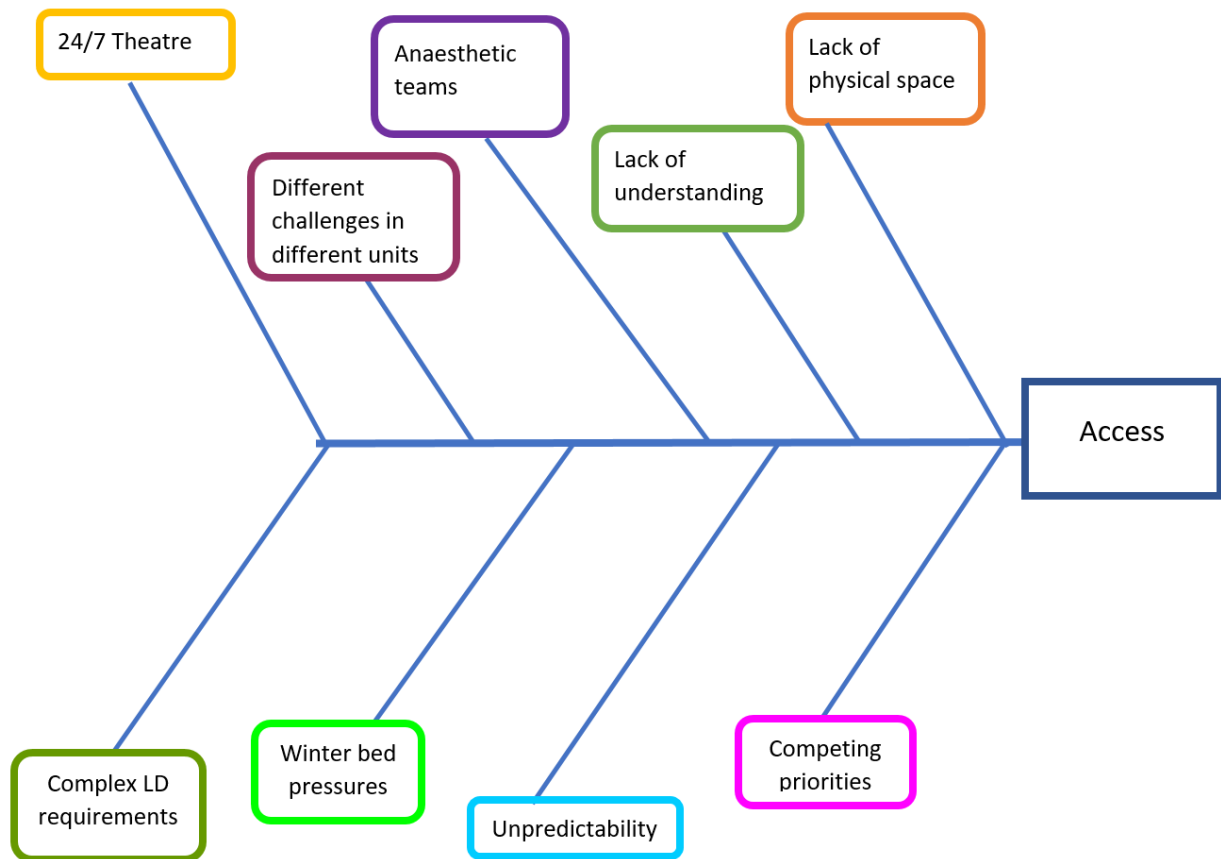 24/7 Theatre
Anaesthetic
teams
Lack of
physical space
Different
challenges in
different units
Lack of
understanding
Access
Complex LD
requirements
Winter bed
pressures
Unpredictability
Competing
priorities